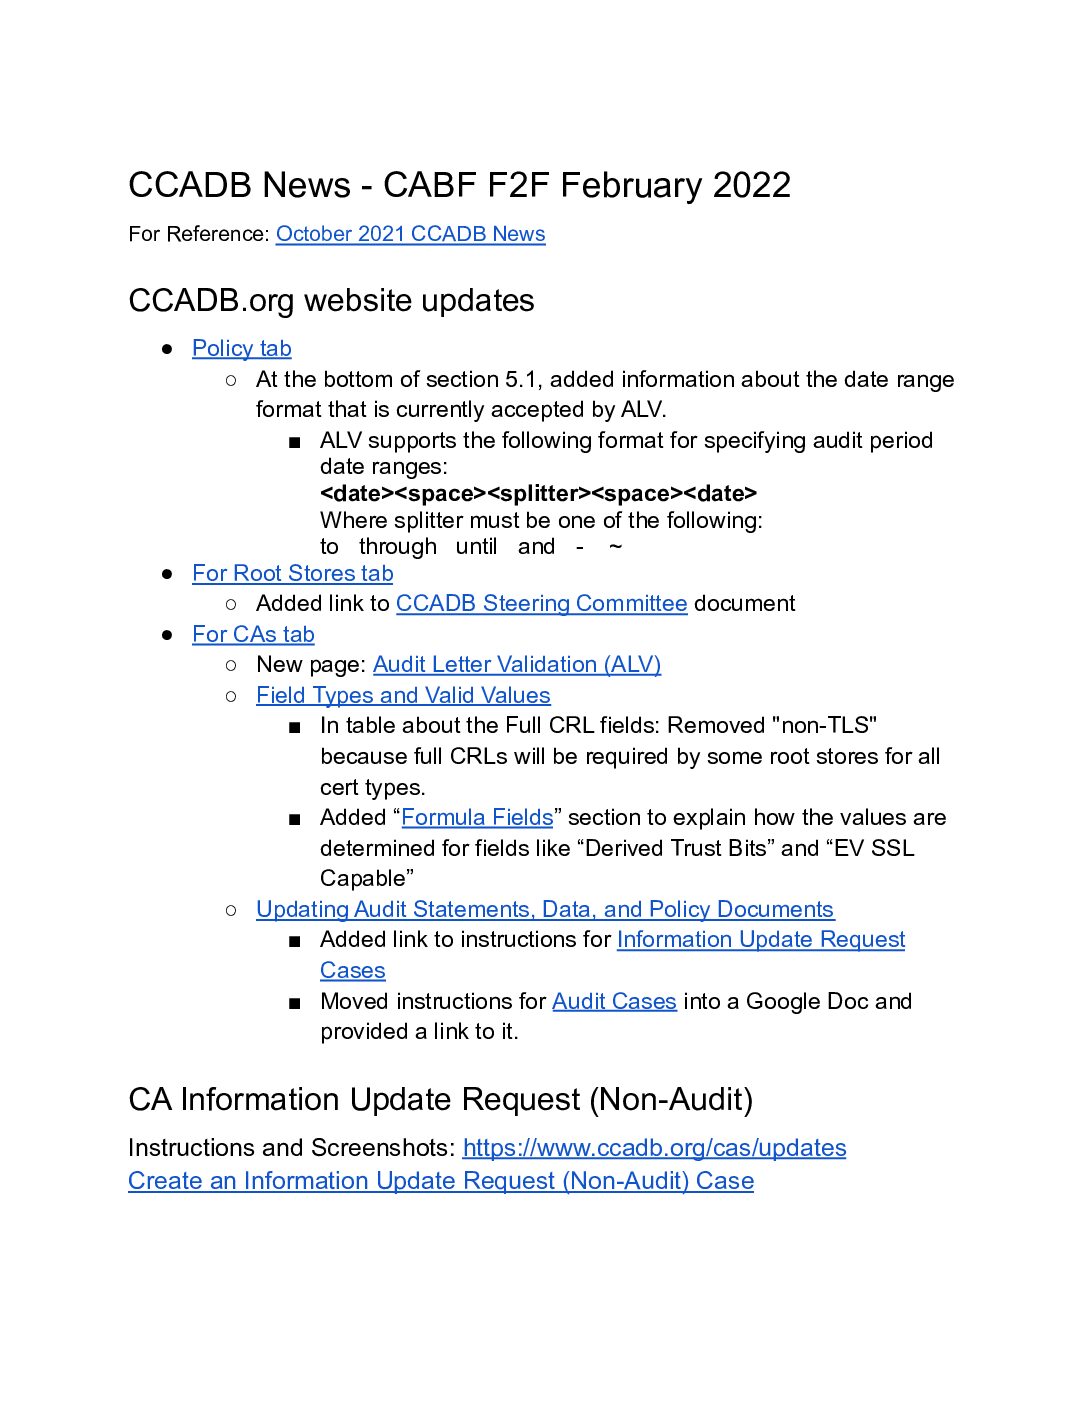 CCADB News - CABF F2F February 2022
For Reference: October 2021 CCADB News
CCADB.org website updates
● Policy tab
○ At the bottom of section 5.1, added information about the date range
format that is currently accepted by ALV.
■ ALV supports the following format for specifying audit period
date ranges:
<date><space><splitter><space><date>
Where splitter must be one of the following:
to through until and - ~
● For Root Stores tab
○ Added link to CCADB Steering Committee document
● For CAs tab
○ New page: Audit Letter Validation (ALV)
○ Field Types and Valid Values
■ In table about the Full CRL fields: Removed "non-TLS"
because full CRLs will be required by some root stores for all
cert types.
■ Added “Formula Fields” section to explain how the values are
determined for fields like “Derived Trust Bits” and “EV SSL
Capable”
○ Updating Audit Statements, Data, and Policy Documents
■ Added link to instructions for Information Update Request
Cases
■ Moved instructions for Audit Cases into a Google Doc and
provided a link to it.
CA Information Update Request (Non-Audit)
Instructions and Screenshots: https://www.ccadb.org/cas/updates
Create an Information Update Request (Non-Audit) Case